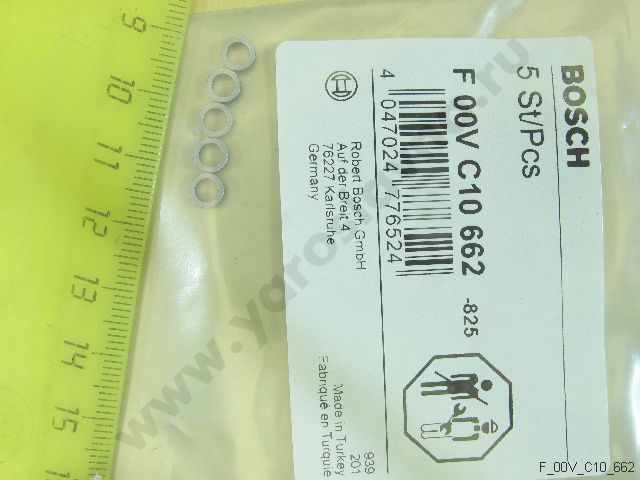 BOSCH
5 St/Pcs
F 00V C10 662 -825
4 047024 776524
Robert Bosch GmbH
Auf der Breit 4
76227 Karlsruhe
Germany
939
201
Made in Turkey
Fabriqué en Turquie
9
10
11
12
13
14
15
F_00V_C10_662